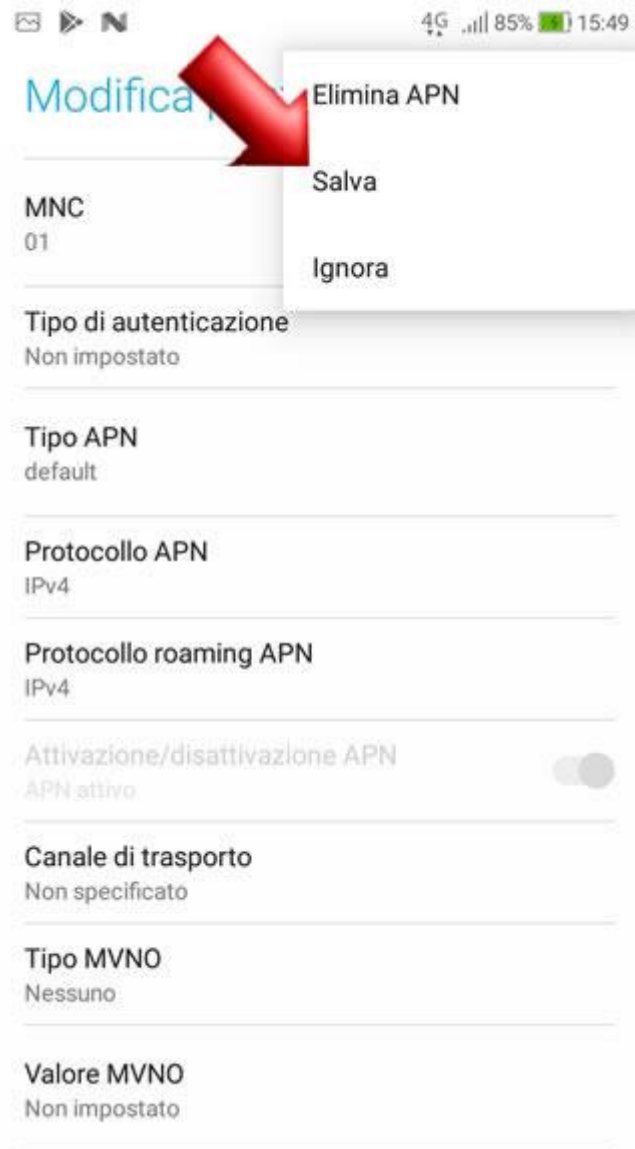 4G 85% 15:49
Modifica
Elimina APN
Salva
Ignora
MNC
01
Tipo di autenticazione
Non impostato
Tipo APN
default
Protocollo APN
IPv4
Protocollo roaming APN
IPv4
Attivazione/disattivazione APN
APN attivo
Canale di trasporto
Non specificato
Tipo MVNO
Nessuno
Valore MVNO
Non impostato